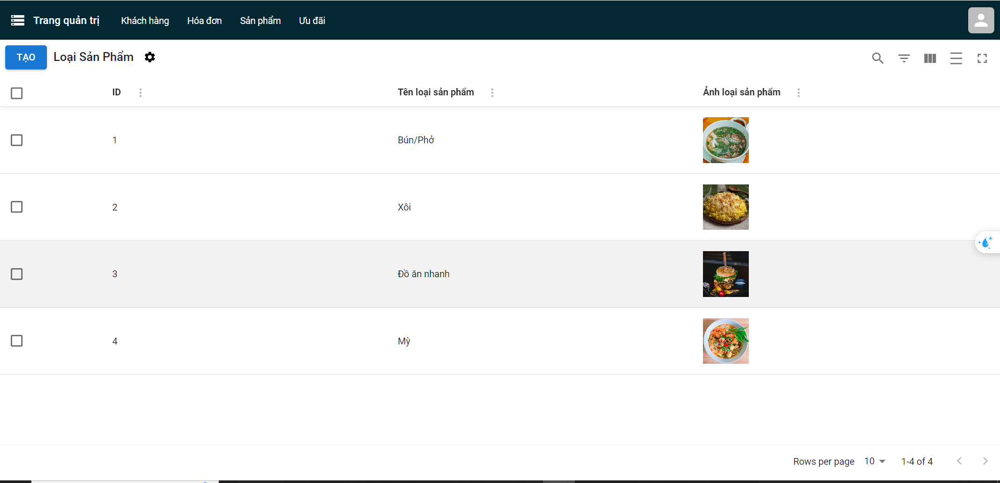 Trang quản trị Khách hàng Hóa đơn Sản phẩm Ưu đãi
TẠO Loại Sản Phẩm
ID Tên loại sản phẩm Ảnh loại sản phẩm
1 Bún/Phở
2 Xôi
3 Đồ ăn nhanh
4 Mỳ
Rows per page 10 1-4 of 4